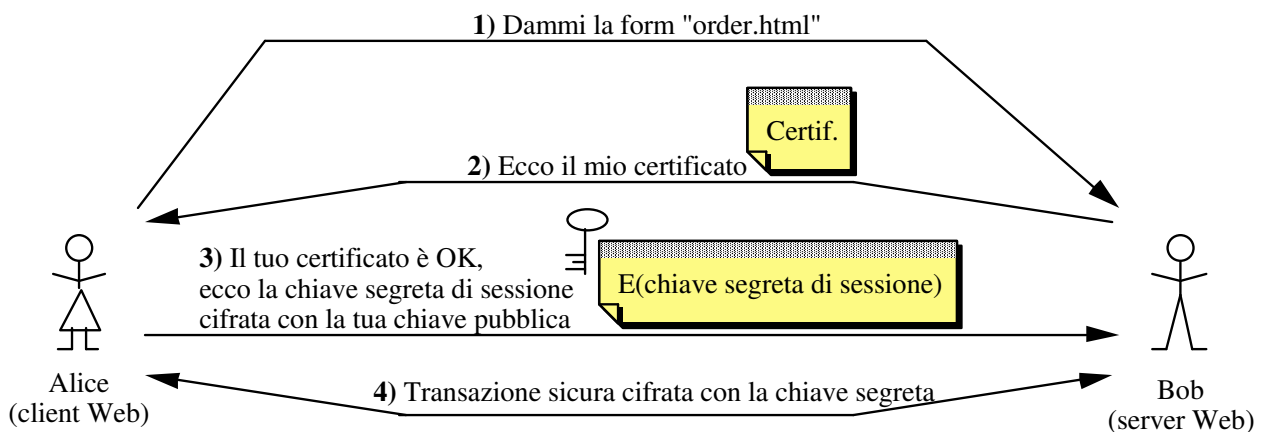 1) Dammi la form "order.html"
Certif.
2) Ecco il mio certificato
3) Il tuo certificato è OK,
ecco la chiave segreta di sessione
cifrata con la tua chiave pubblica
E(chiave segreta di sessione)
4) Transazione sicura cifrata con la chiave segreta
Alice
(client Web)
Bob
(server Web)